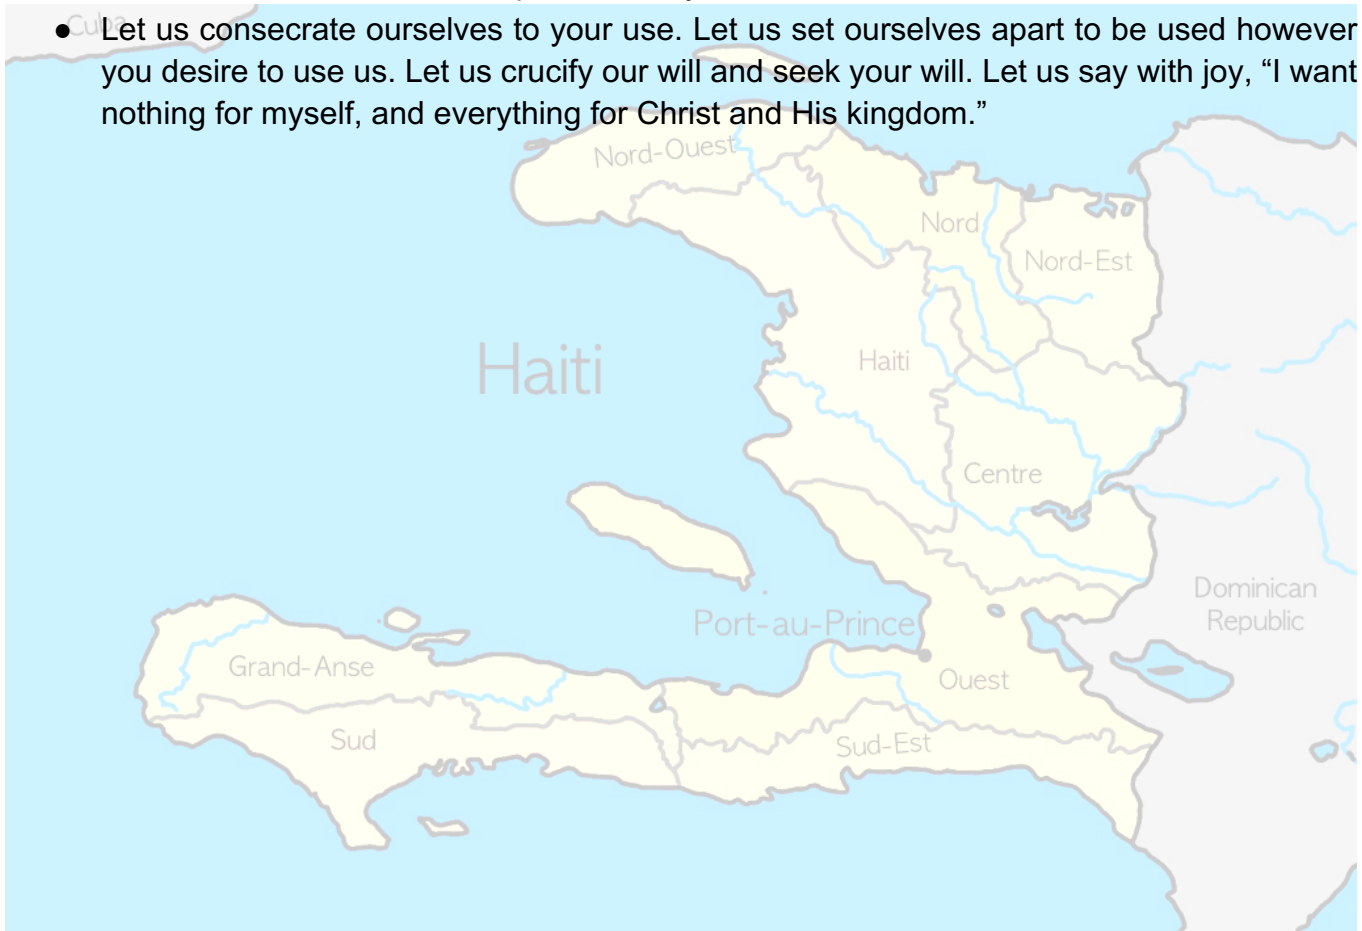 Cuba
● Let us consecrate ourselves to your use. Let us set ourselves apart to be used however
you desire to use us. Let us crucify our will and seek your will. Let us say with joy, “I want
nothing for myself, and everything for Christ and His kingdom.”
Nord-Ouest
Nord
Nord-Est
Haiti
Haiti
Centre
Dominican
Republic
Port-au-Prince
Grand-Anse
Ouest
Sud
Sud-Est